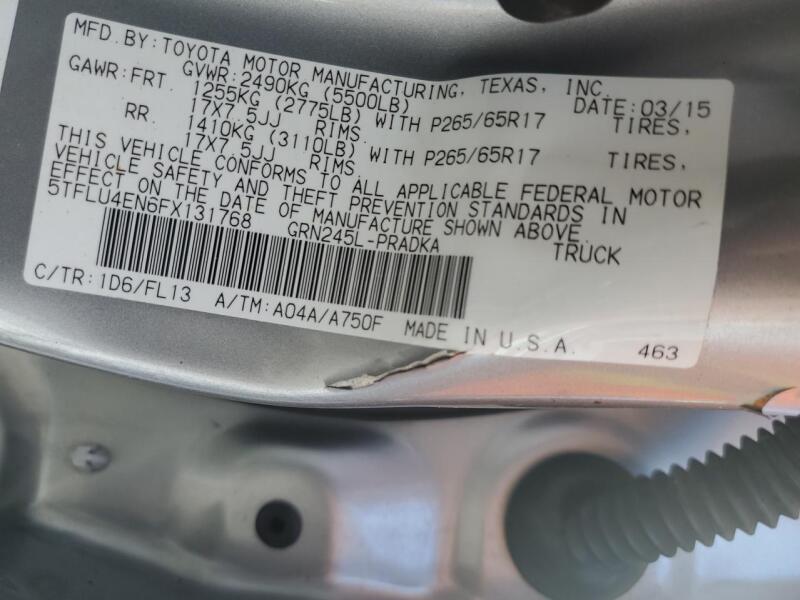 MFD.BY:TOYOTA MOTOR MANUFACTURING, TEXAS, INC.
GVWR:2490KG (5500LB) DATE:03/15
GAWR:FRT 1255KG (2775LB) WITH P265/65R17 TIRES,
17X7.5JJ RIMS
RR 1410KG (3110LB) WITH P265/65R17 TIRES,
17X7.5JJ RIMS
THIS VEHICLE CONFORMS TO ALL APPLICABLE FEDERAL MOTOR
VEHICLE SAFETY AND THEFT PREVENTION STANDARDS IN
EFFECT ON THE DATE OF MANUFACTURE SHOWN ABOVE.
5TFLU4EN6FX131768 GRN245L-PRADKA TRUCK
C/TR:1D6/FL13 A/TM:A04A/A750F MADE IN U.S.A. 463